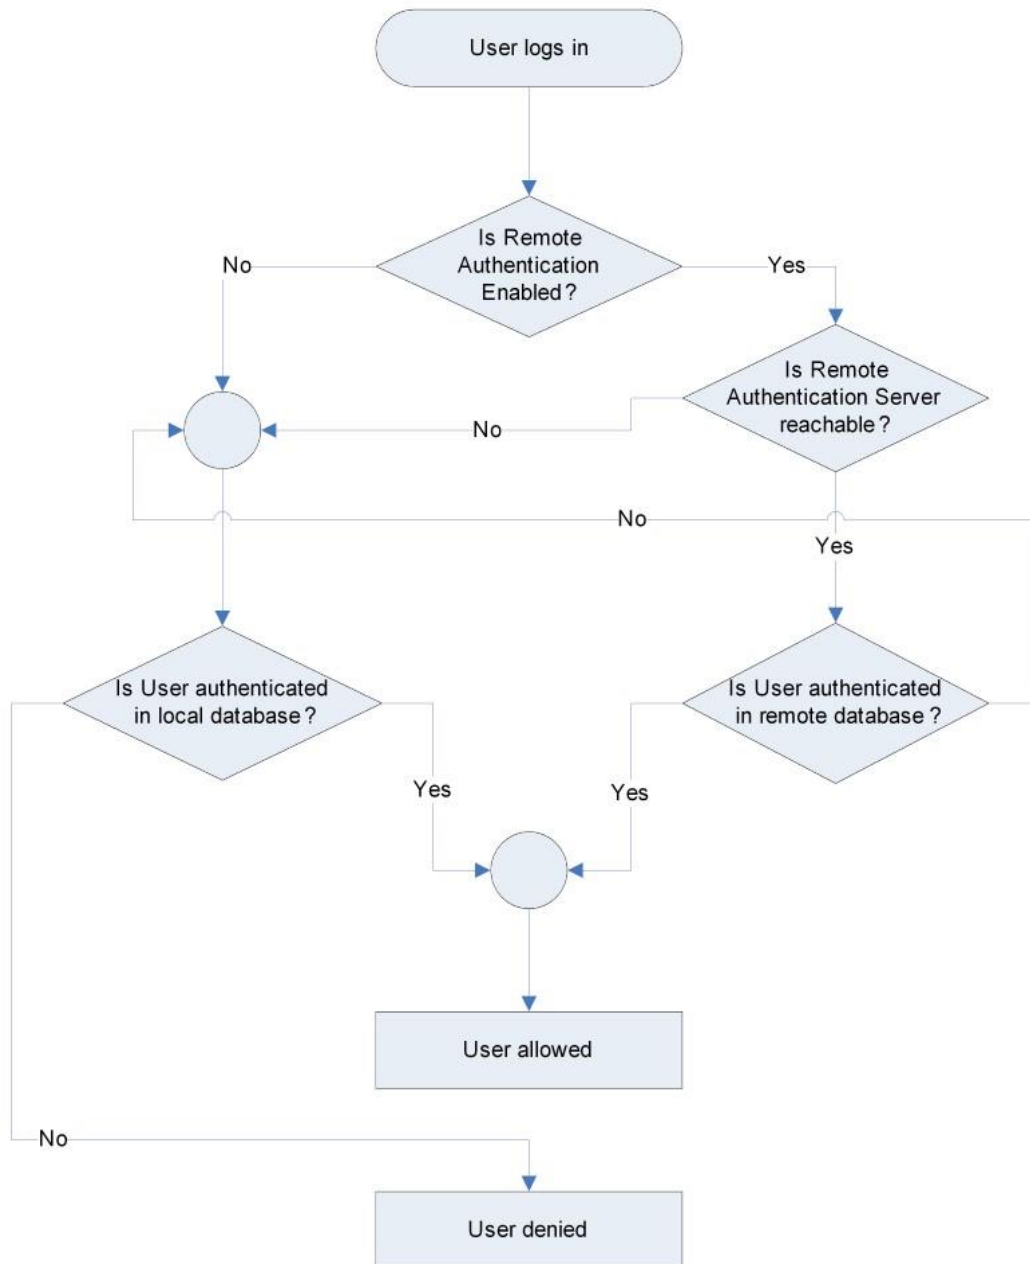 User logs in
Is Remote
Authentication
Enabled?
No
Yes
Is Remote
Authentication Server
reachable?
No
No
Yes
Is User authenticated
in local database?
Is User authenticated
in remote database?
Yes
Yes
User allowed
No
User denied